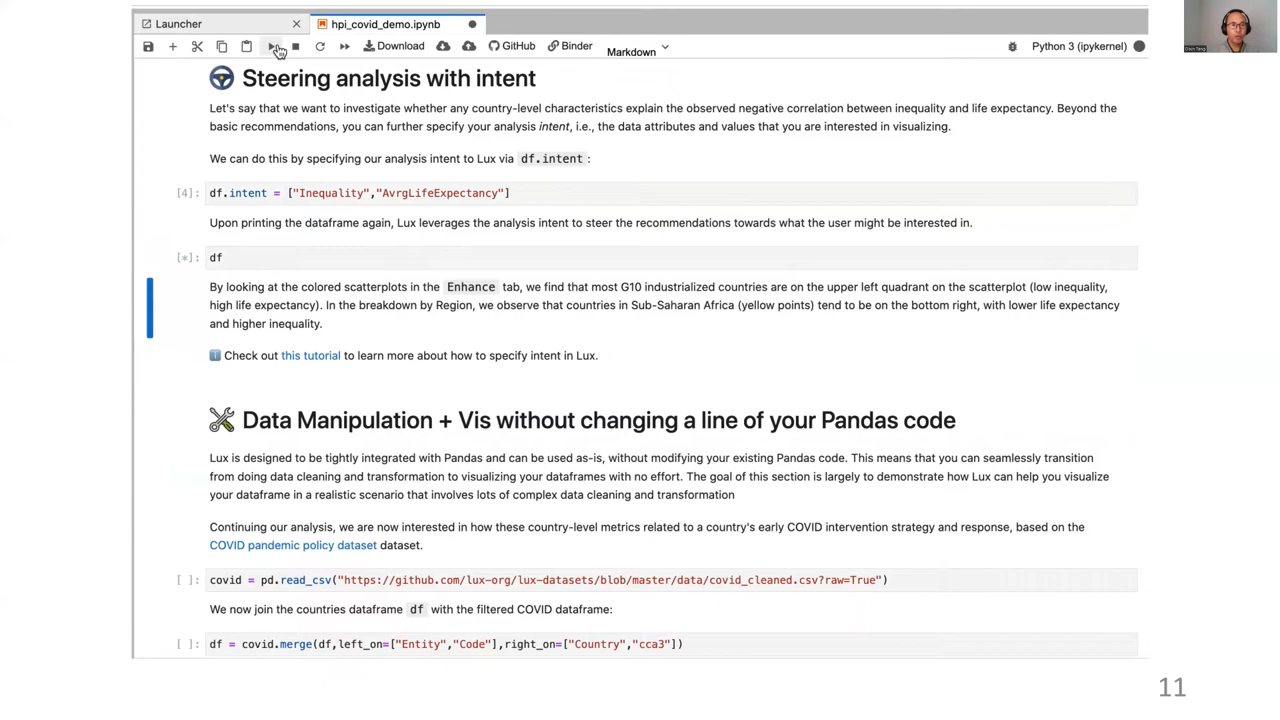 Launcher
hpi_covid_demo.ipynb
Download
GitHub
Binder
Markdown
Python 3 (ipykernel)
Steering analysis with intent
Let's say that we want to investigate whether any country-level characteristics explain the observed negative correlation between inequality and life expectancy. Beyond the
basic recommendations, you can further specify your analysis intent, i.e., the data attributes and values that you are interested in visualizing.
We can do this by specifying our analysis intent to Lux via df.intent :
[4]: df.intent = ["Inequality","AvrgLifeExpectancy"]
Upon printing the dataframe again, Lux leverages the analysis intent to steer the recommendations towards what the user might be interested in.
[*]: df
By looking at the colored scatterplots in the Enhance tab, we find that most G10 industrialized countries are on the upper left quadrant on the scatterplot (low inequality,
high life expectancy). In the breakdown by Region, we observe that countries in Sub-Saharan Africa (yellow points) tend to be on the bottom right, with lower life expectancy
and higher inequality.
Check out this tutorial to learn more about how to specify intent in Lux.
Data Manipulation + Vis without changing a line of your Pandas code
Lux is designed to be tightly integrated with Pandas and can be used as-is, without modifying your existing Pandas code. This means that you can seamlessly transition
from doing data cleaning and transformation to visualizing your dataframes with no effort. The goal of this section is largely to demonstrate how Lux can help you visualize
your dataframe in a realistic scenario that involves lots of complex data cleaning and transformation
Continuing our analysis, we are now interested in how these country-level metrics related to a country's early COVID intervention strategy and response, based on the
COVID pandemic policy dataset dataset.
[ ]: covid = pd.read_csv("https://github.com/lux-org/lux-datasets/blob/master/data/covid_cleaned.csv?raw=True")
We now join the countries dataframe df with the filtered COVID dataframe:
[ ]: df = covid.merge(df,left_on=["Entity","Code"],right_on=["Country","cca3"])
11